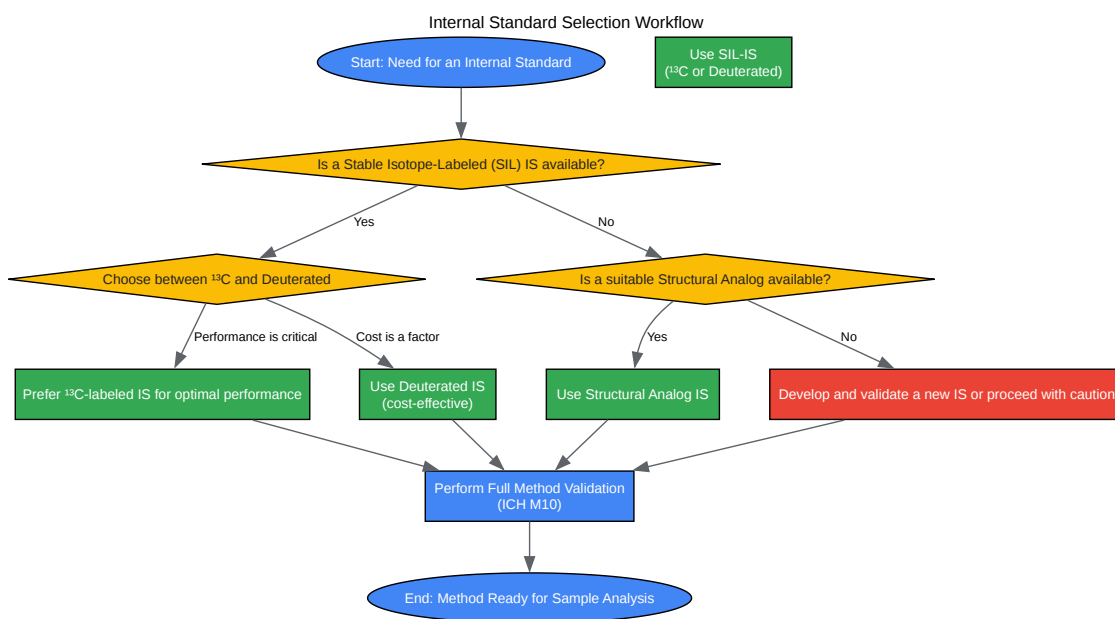 Internal Standard Selection Workflow
Start: Need for an Internal Standard
Use SIL-IS
(¹³C or Deuterated)
Is a Stable Isotope-Labeled (SIL) IS available?
Yes
No
Choose between ¹³C and Deuterated
Is a suitable Structural Analog available?
Performance is critical
Cost is a factor
Yes
No
Prefer ¹³C-labeled IS for optimal performance
Use Deuterated IS
(cost-effective)
Use Structural Analog IS
Develop and validate a new IS or proceed with caution
Perform Full Method Validation
(ICH M10)
End: Method Ready for Sample Analysis